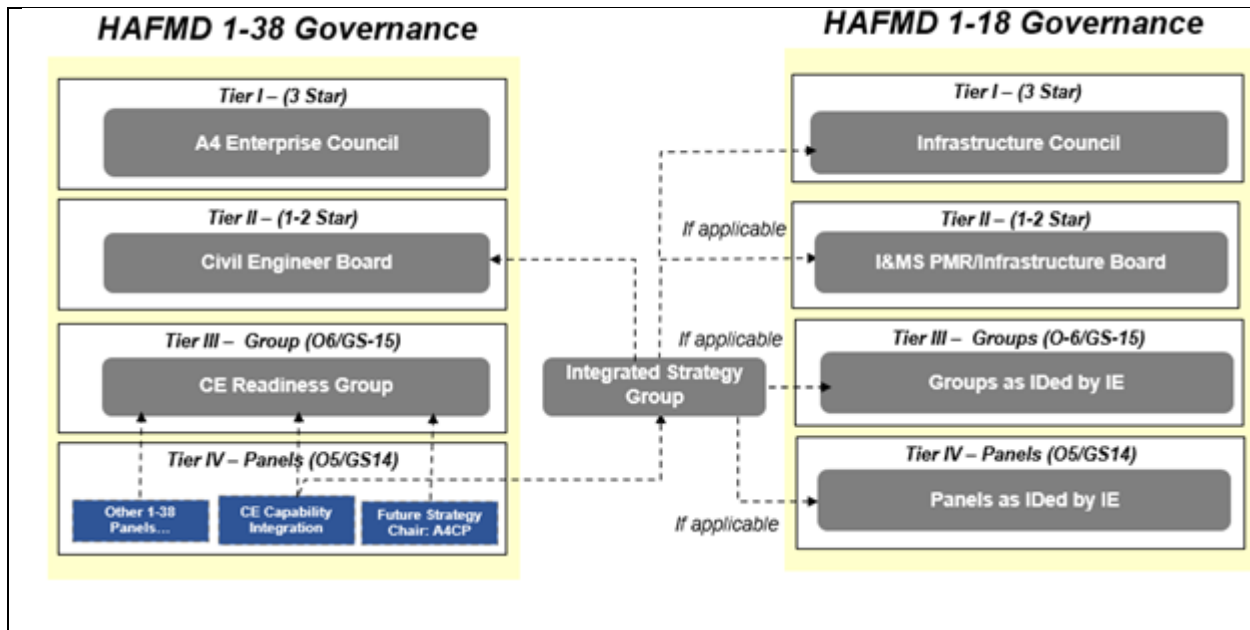 HAFMD 1-38 Governance
Tier I – (3 Star)
A4 Enterprise Council
Tier II – (1-2 Star)
Civil Engineer Board
Tier III – Group (O6/GS-15)
CE Readiness Group
Tier IV – Panels (O5/GS14)
Other 1-38
Panels…
CE Capability
Integration
Future Strategy
Chair: A4CP
Integrated Strategy
Group
If applicable
If applicable
If applicable
HAFMD 1-18 Governance
Tier I – (3 Star)
Infrastructure Council
Tier II – (1-2 Star)
I&MS PMR/Infrastructure Board
Tier III – Groups (O-6/GS-15)
Groups as IDed by IE
Tier IV – Panels (O5/GS14)
Panels as IDed by IE